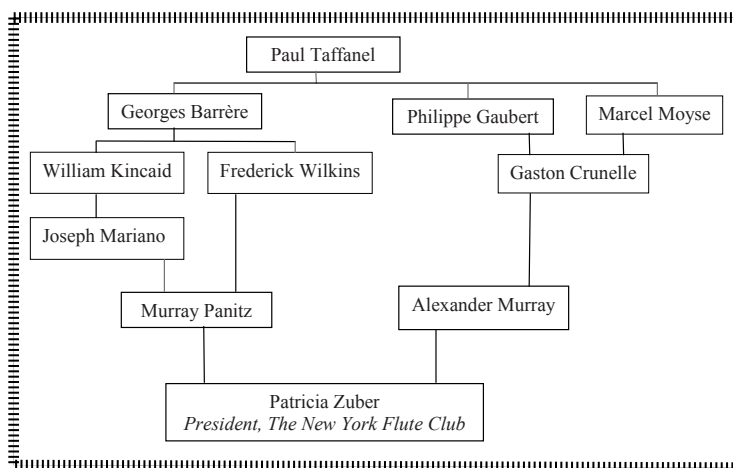 Paul Taffanel
Georges Barrère
Philippe Gaubert
Marcel Moyse
William Kincaid
Frederick Wilkins
Gaston Crunelle
Joseph Mariano
Murray Panitz
Alexander Murray
Patricia Zuber
President, The New York Flute Club